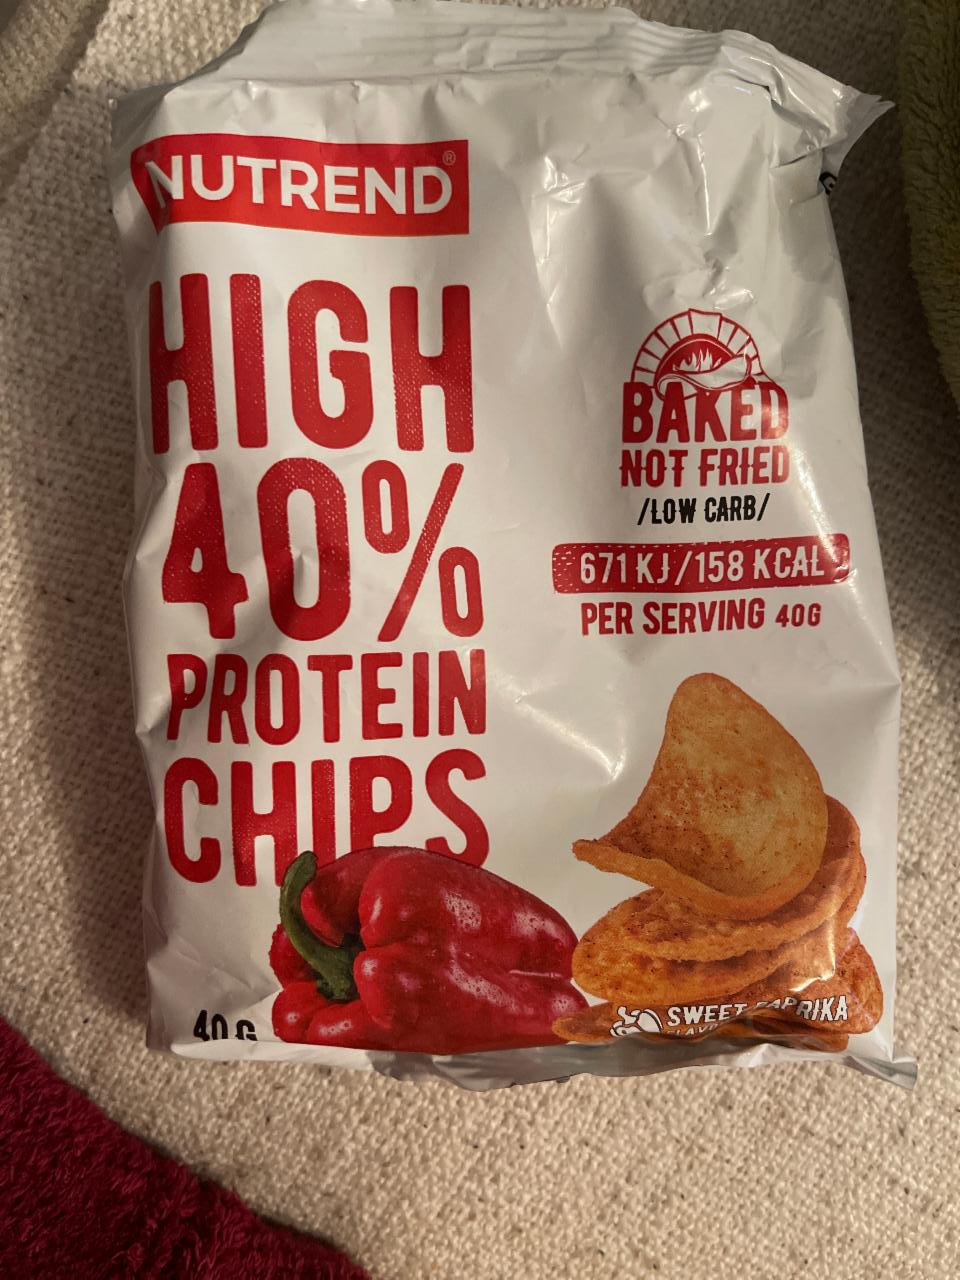 NUTREND®
HIGH
40%
PROTEIN
CHIPS
BAKED
NOT FRIED
/LOW CARB/
671 KJ/158 KCAL
PER SERVING 40G
SWEET PAPRIKA
40 G